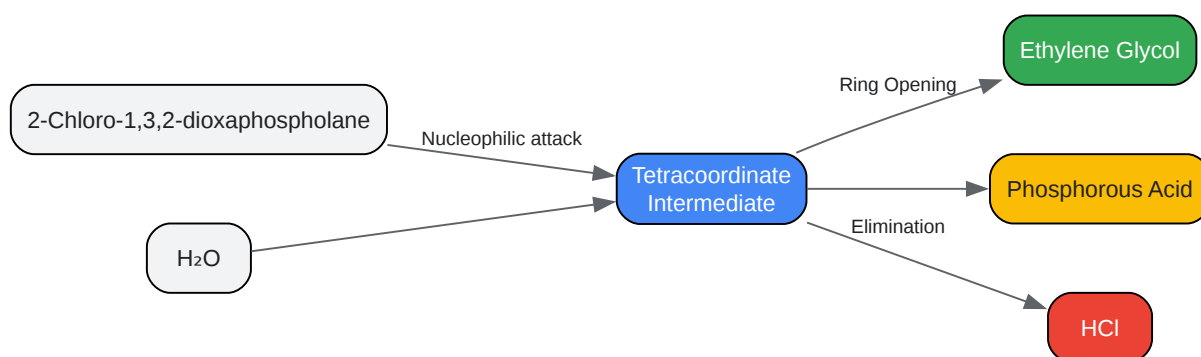 2-Chloro-1,3,2-dioxaphospholane
H₂O
Nucleophilic attack
Tetracoordinate
Intermediate
Ring Opening
Elimination
Ethylene Glycol
Phosphorous Acid
HCl